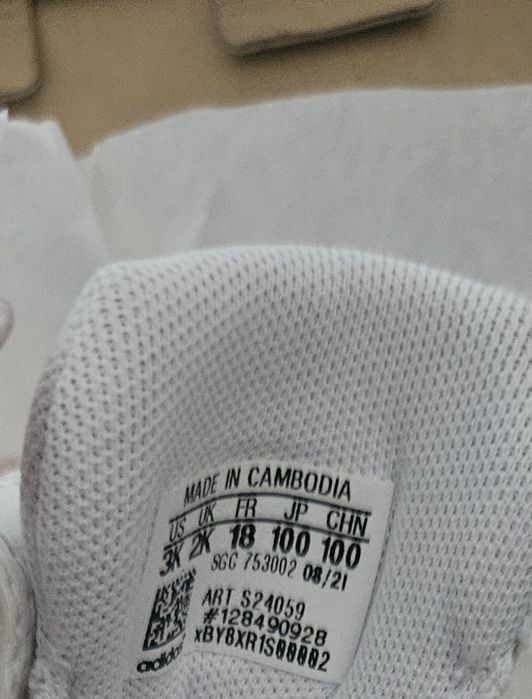 MADE IN CAMBODIA
US UK FR JP CHN
3K 2K 18 100 100
SGC 753002 08/21
ART S24059
#128490928
xBY8XR1S00002
adidas